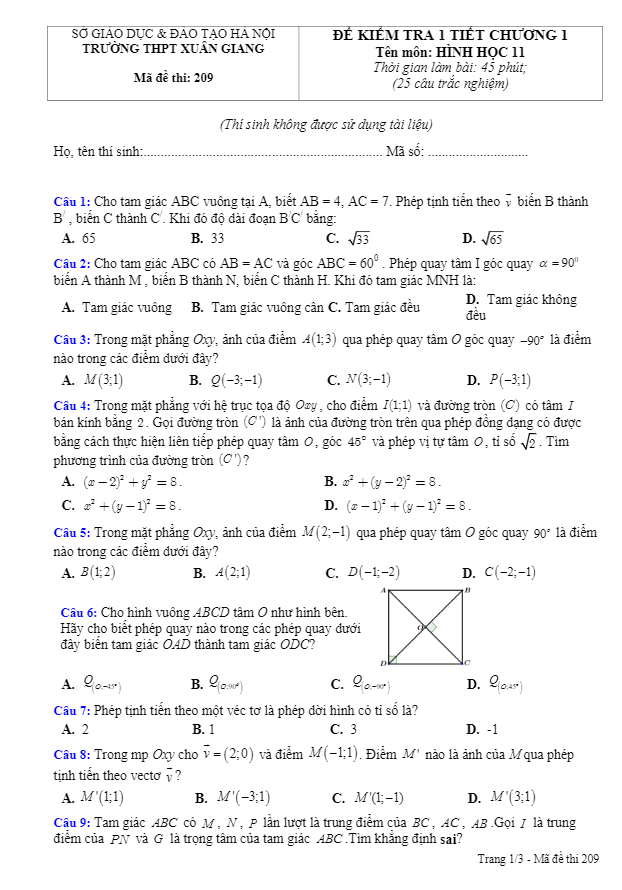 SỞ GIÁO DỤC & ĐÀO TẠO HÀ NỘI
TRƯỜNG THPT XUÂN GIANG
Mã đề thi: 209
ĐỀ KIỂM TRA 1 TIẾT CHƯƠNG 1
Tên môn: HÌNH HỌC 11
Thời gian làm bài: 45 phút;
(25 câu trắc nghiệm)
(Thí sinh không được sử dụng tài liệu)
Họ, tên thí sinh:..................................................................... Mã số: .............................
Câu 1: Cho tam giác ABC vuông tại A, biết AB = 4, AC = 7. Phép tịnh tiến theo v⃗ biến B thành
B/ , biến C thành C/. Khi đó độ dài đoạn B/C/ bằng:
A. 65 B. 33 C. √33 D. √65
Câu 2: Cho tam giác ABC có AB = AC và góc ABC = 60⁰ . Phép quay tâm I góc quay α = 90⁰
biến A thành M , biến B thành N, biến C thành H. Khi đó tam giác MNH là:
A. Tam giác vuông B. Tam giác vuông cân C. Tam giác đều D. Tam giác không
đều
Câu 3: Trong mặt phẳng Oxy, ảnh của điểm A(1;3) qua phép quay tâm O góc quay −90° là điểm
nào trong các điểm dưới đây?
A. M(3;1) B. Q(−3;−1) C. N(3;−1) D. P(−3;1)
Câu 4: Trong mặt phẳng với hệ trục tọa độ Oxy , cho điểm I(1;1) và đường tròn (C) có tâm I
bán kính bằng 2 . Gọi đường tròn (C') là ảnh của đường tròn trên qua phép đồng dạng có được
bằng cách thực hiện liên tiếp phép quay tâm O , góc 45° và phép vị tự tâm O , tỉ số √2 . Tìm
phương trình của đường tròn (C') ?
A. (x − 2)² + y² = 8 . B. x² + (y − 2)² = 8 .
C. x² + (y − 1)² = 8 . D. (x − 1)² + (y − 1)² = 8 .
Câu 5: Trong mặt phẳng Oxy, ảnh của điểm M(2;−1) qua phép quay tâm O góc quay 90° là điểm
nào trong các điểm dưới đây?
A. B(1;2) B. A(2;1) C. D(−1;−2) D. C(−2;−1)
Câu 6: Cho hình vuông ABCD tâm O như hình bên.
Hãy cho biết phép quay nào trong các phép quay dưới
đây biến tam giác OAD thành tam giác ODC?
A B
O
D C
A. Q(O;−45°) B. Q(O;90°) C. Q(O;−90°) D. Q(O;45°)
Câu 7: Phép tịnh tiến theo một véc tơ là phép dời hình có tỉ số là?
A. 2 B. 1 C. 3 D. -1
Câu 8: Trong mp Oxy cho v⃗ = (2;0) và điểm M(−1;1). Điểm M' nào là ảnh của M qua phép
tịnh tiến theo vectơ v⃗ ?
A. M'(1;1) B. M'(−3;1) C. M'(1;−1) D. M'(3;1)
Câu 9: Tam giác ABC có M , N , P lần lượt là trung điểm của BC , AC , AB .Gọi I là trung
điểm của PN và G là trọng tâm của tam giác ABC .Tìm khẳng định sai?
Trang 1/3 - Mã đề thi 209